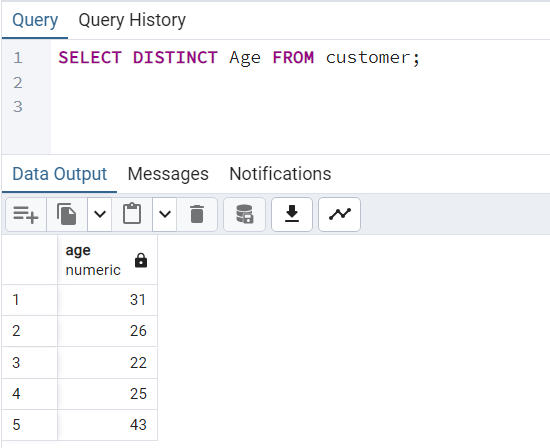 Query Query History
1 SELECT DISTINCT Age FROM customer;
2
3
Data Output Messages Notifications
age
numeric
1 31
2 26
3 22
4 25
5 43